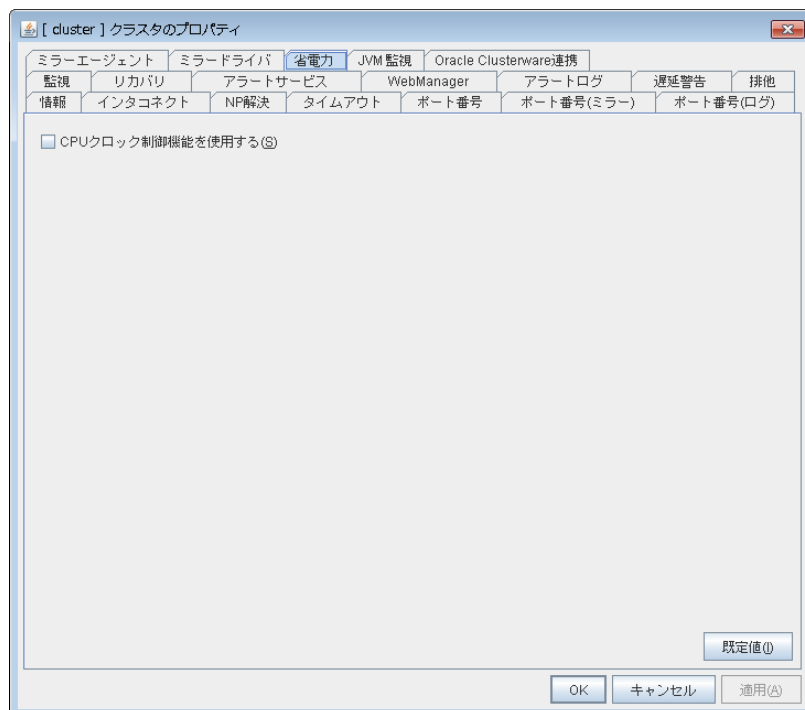 [ cluster ] クラスタのプロパティ
ミラーエージェント ミラードライバ 省電力 JVM 監視 Oracle Clusterware連携
監視 リカバリ アラートサービス WebManager アラートログ 遅延警告 排他
情報 インタコネクト NP解決 タイムアウト ポート番号 ポート番号(ミラー) ポート番号(ログ)
CPUクロック制御機能を使用する(S)
既定値(I)
OK キャンセル 適用(A)